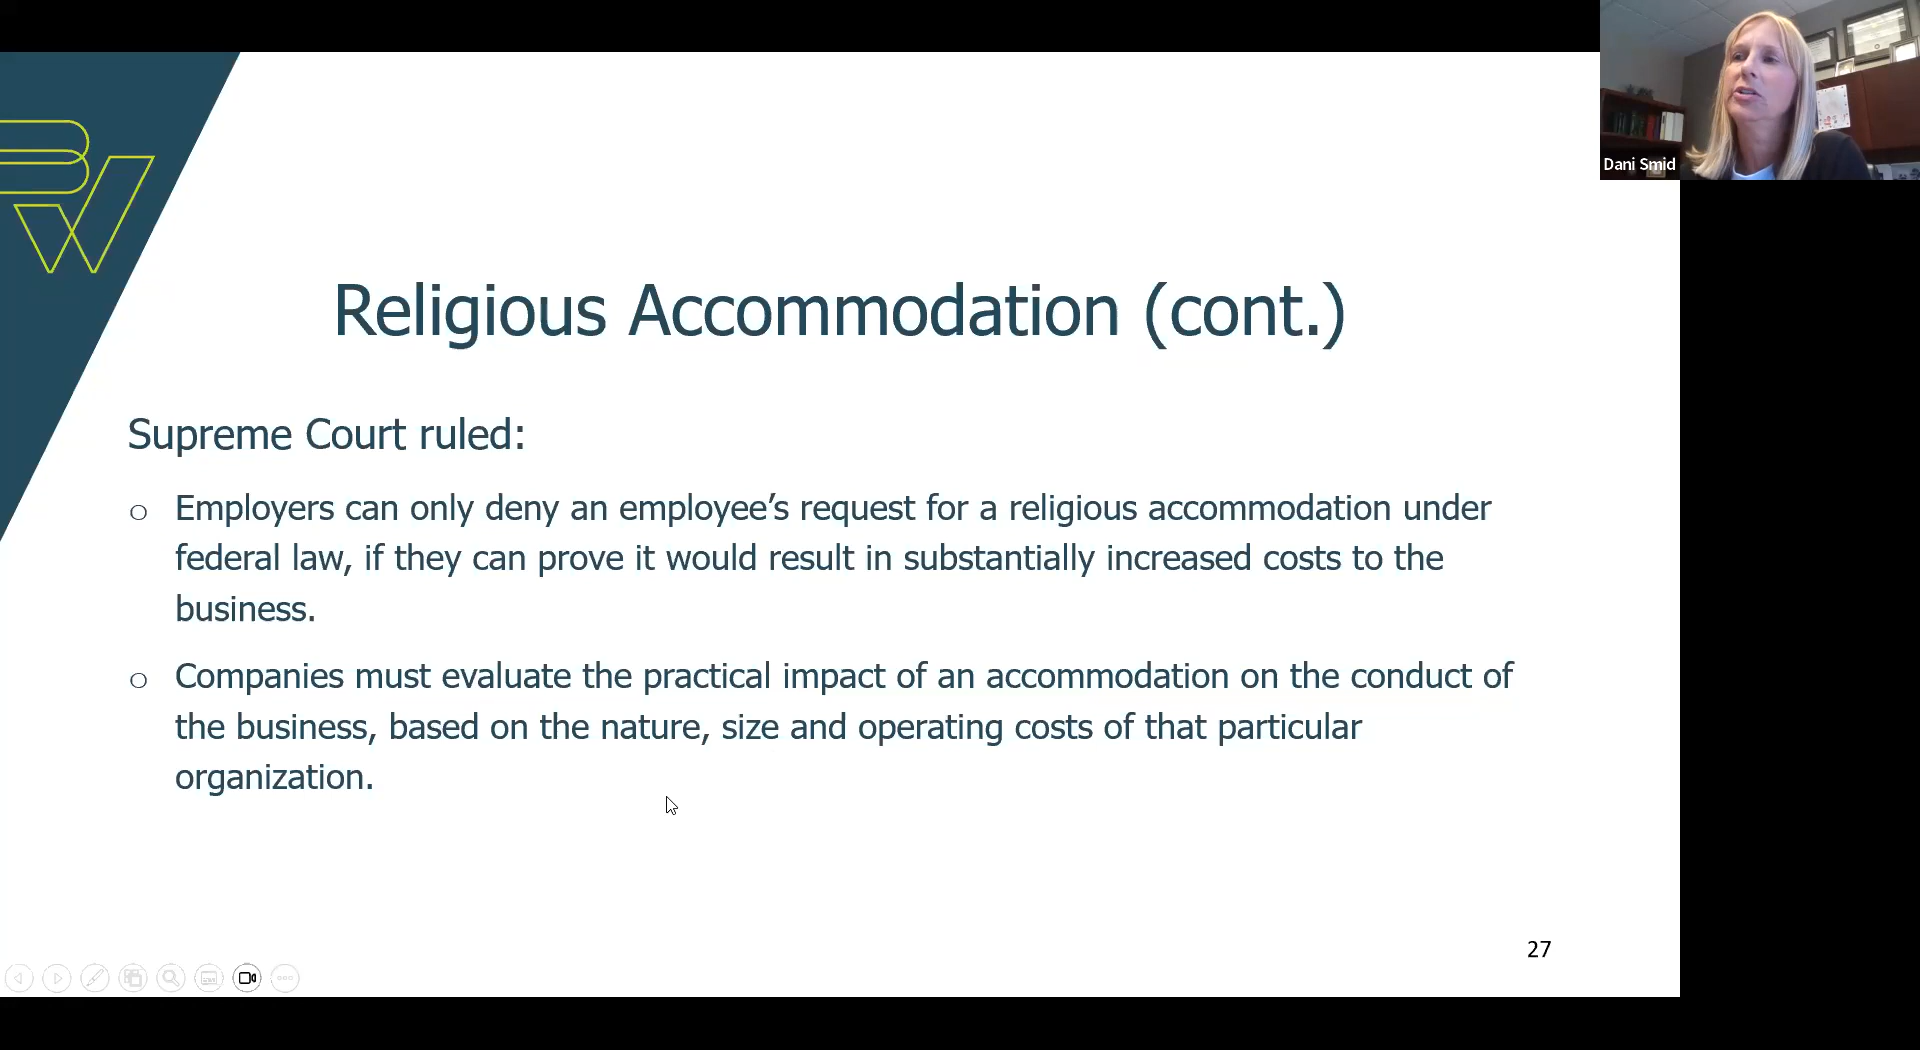 Dani Smid
Religious Accommodation (cont.)
Supreme Court ruled:
o Employers can only deny an employee’s request for a religious accommodation under
federal law, if they can prove it would result in substantially increased costs to the
business.
o Companies must evaluate the practical impact of an accommodation on the conduct of
the business, based on the nature, size and operating costs of that particular
organization.
27